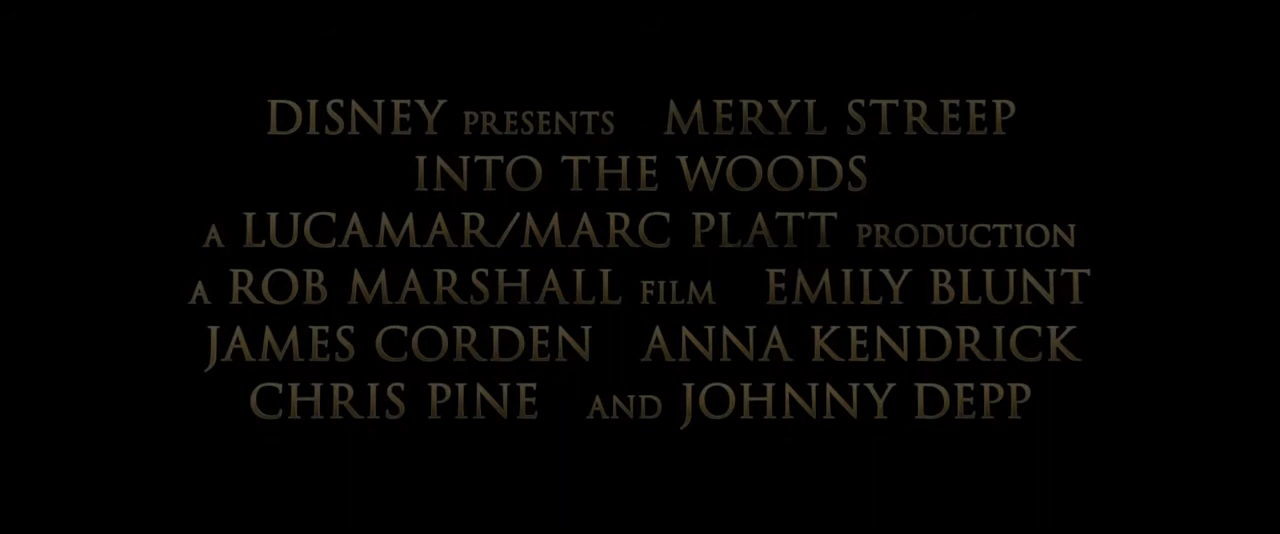 DISNEY PRESENTS MERYL STREEP
INTO THE WOODS
A LUCAMAR/MARC PLATT PRODUCTION
A ROB MARSHALL FILM EMILY BLUNT
JAMES CORDEN ANNA KENDRICK
CHRIS PINE AND JOHNNY DEPP